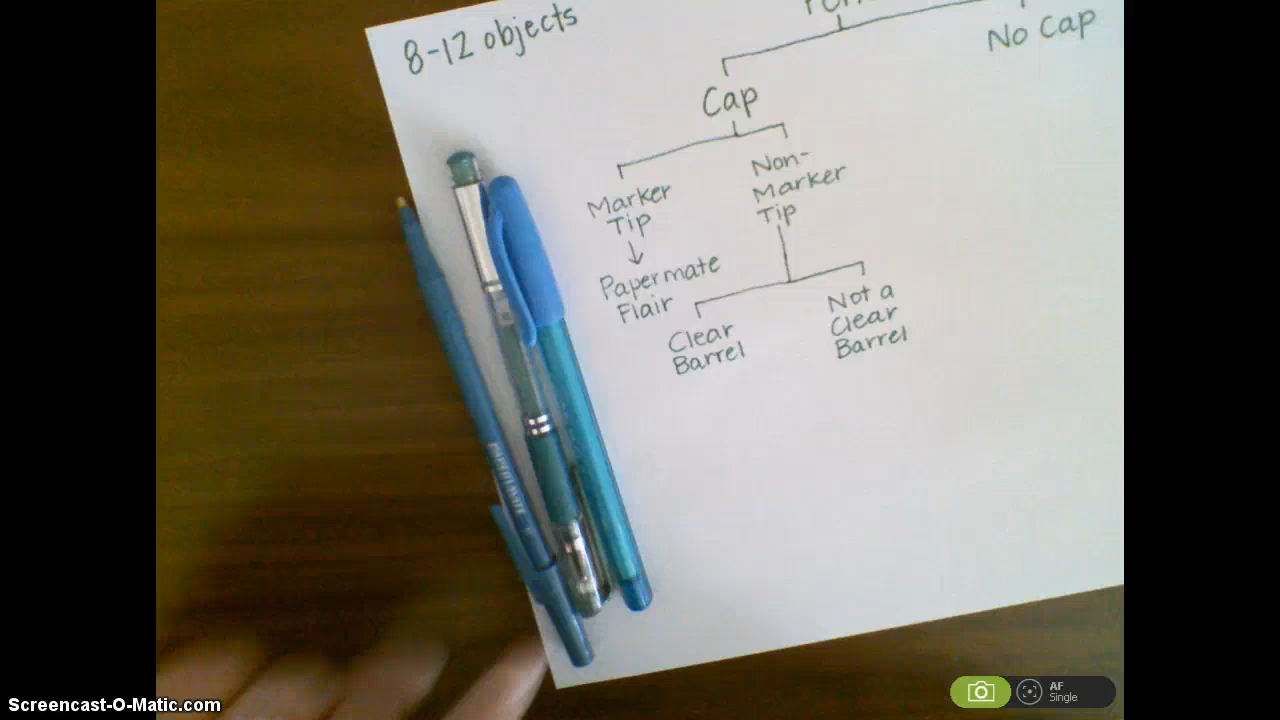 8-12 objects
No Cap
Cap
Marker
Tip
Non-
Marker
Tip
Papermate
Flair
Clear
Barrel
Not a
Clear
Barrel
PAPERMATE
AF
Single
Screencast-O-Matic.com